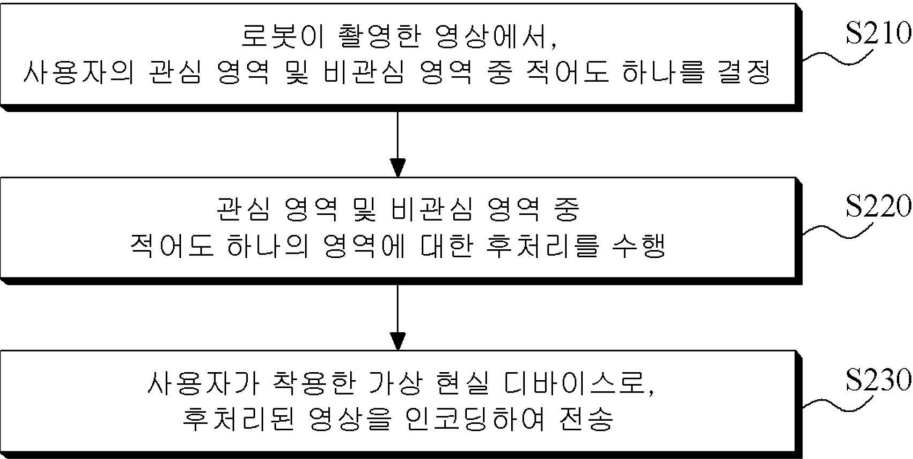 로봇이 촬영한 영상에서,
사용자의 관심 영역 및 비관심 영역 중 적어도 하나를 결정
S210
관심 영역 및 비관심 영역 중
적어도 하나의 영역에 대한 후처리를 수행
S220
사용자가 착용한 가상 현실 디바이스로,
후처리된 영상을 인코딩하여 전송
S230